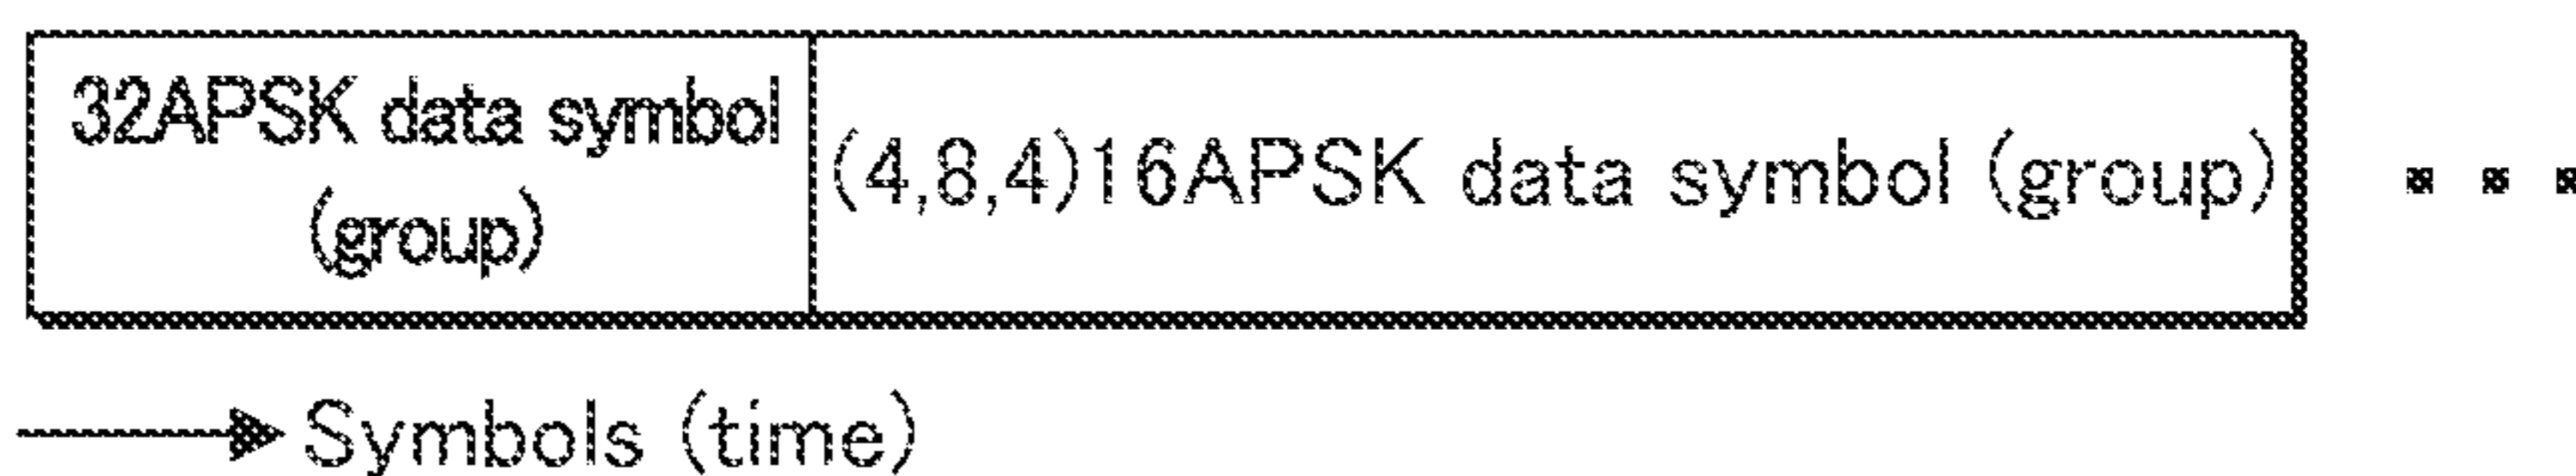 32APSK data symbol
(group)
(4,8,4)16APSK data symbol (group)
Symbols (time)